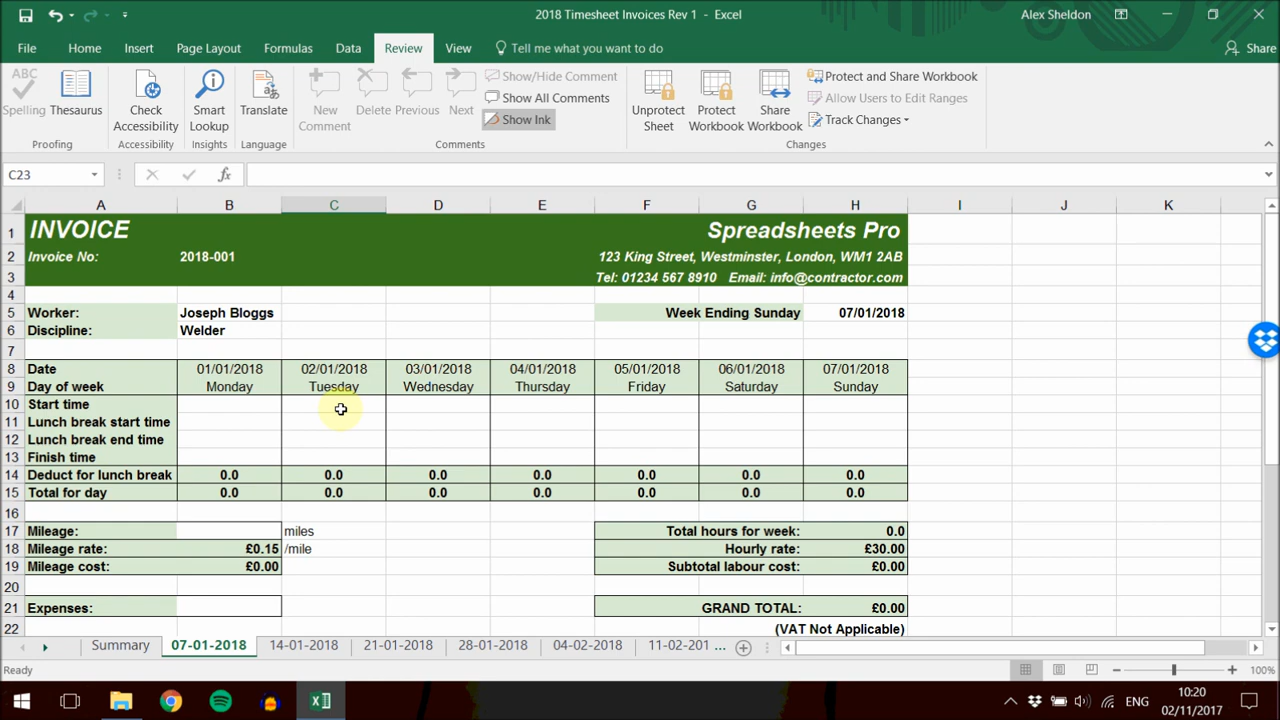 2018 Timesheet Invoices Rev 1 - Excel
Alex Sheldon
File Home Insert Page Layout Formulas Data Review View Tell me what you want to do Share
ABC
Spelling Thesaurus Check Accessibility Smart Lookup Translate New Comment Delete Previous Next
Show/Hide Comment
Show All Comments
Show Ink
Unprotect Sheet Protect Workbook Share Workbook
Protect and Share Workbook
Allow Users to Edit Ranges
Track Changes
Proofing Accessibility Insights Language Comments Changes
C23 fx
A B C D E F G H I J K
1 INVOICE Spreadsheets Pro
2 Invoice No: 2018-001 123 King Street, Westminster, London, WM1 2AB
3 Tel: 01234 567 8910 Email: info@contractor.com
4
5 Worker: Joseph Bloggs Week Ending Sunday 07/01/2018
6 Discipline: Welder
7
8 Date 01/01/2018 02/01/2018 03/01/2018 04/01/2018 05/01/2018 06/01/2018 07/01/2018
9 Day of week Monday Tuesday Wednesday Thursday Friday Saturday Sunday
10 Start time
11 Lunch break start time
12 Lunch break end time
13 Finish time
14 Deduct for lunch break 0.0 0.0 0.0 0.0 0.0 0.0 0.0
15 Total for day 0.0 0.0 0.0 0.0 0.0 0.0 0.0
16
17 Mileage: miles Total hours for week: 0.0
18 Mileage rate: £0.15 /mile Hourly rate: £30.00
19 Mileage cost: £0.00 Subtotal labour cost: £0.00
20
21 Expenses: GRAND TOTAL: £0.00
22 (VAT Not Applicable)
Summary 07-01-2018 14-01-2018 21-01-2018 28-01-2018 04-02-2018 11-02-201 ...
Ready 100%
ENG
10:20
02/11/2017